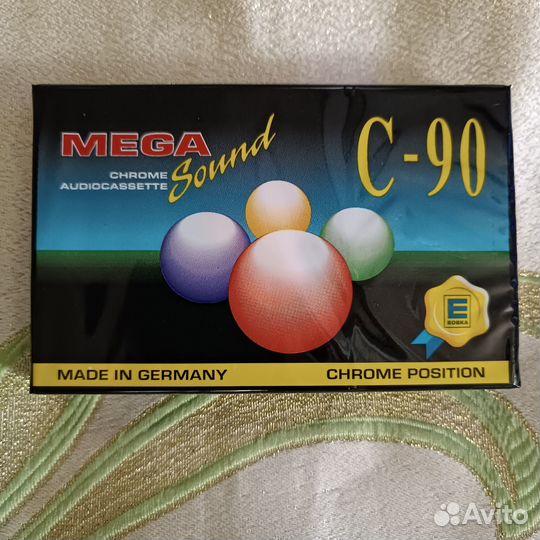 MEGA
Sound
CHROME
AUDIOCASSETTE
C-90
E
EDEKA
MADE IN GERMANY
CHROME POSITION
Avito